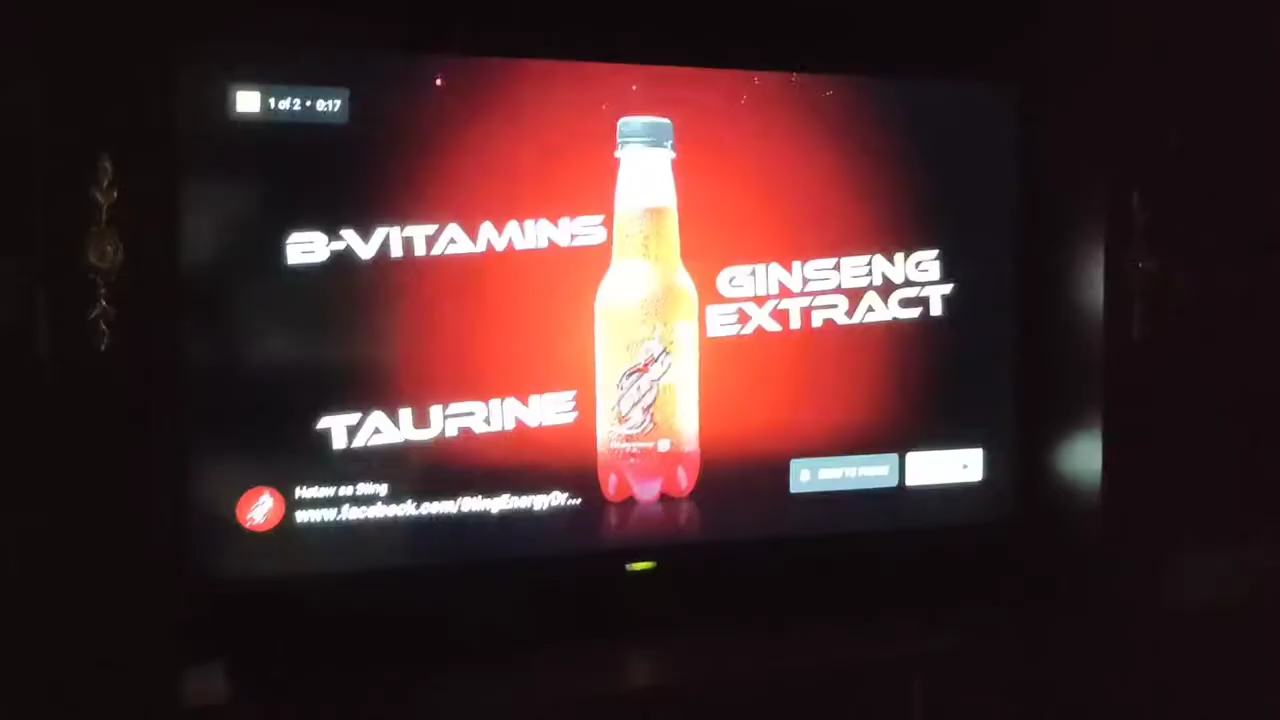 1 of 2 • 0:17
B-VITAMINS
GINSENG
EXTRACT
TAURINE
Hataw sa Sting
www.facebook.com/StingEnergyDr...